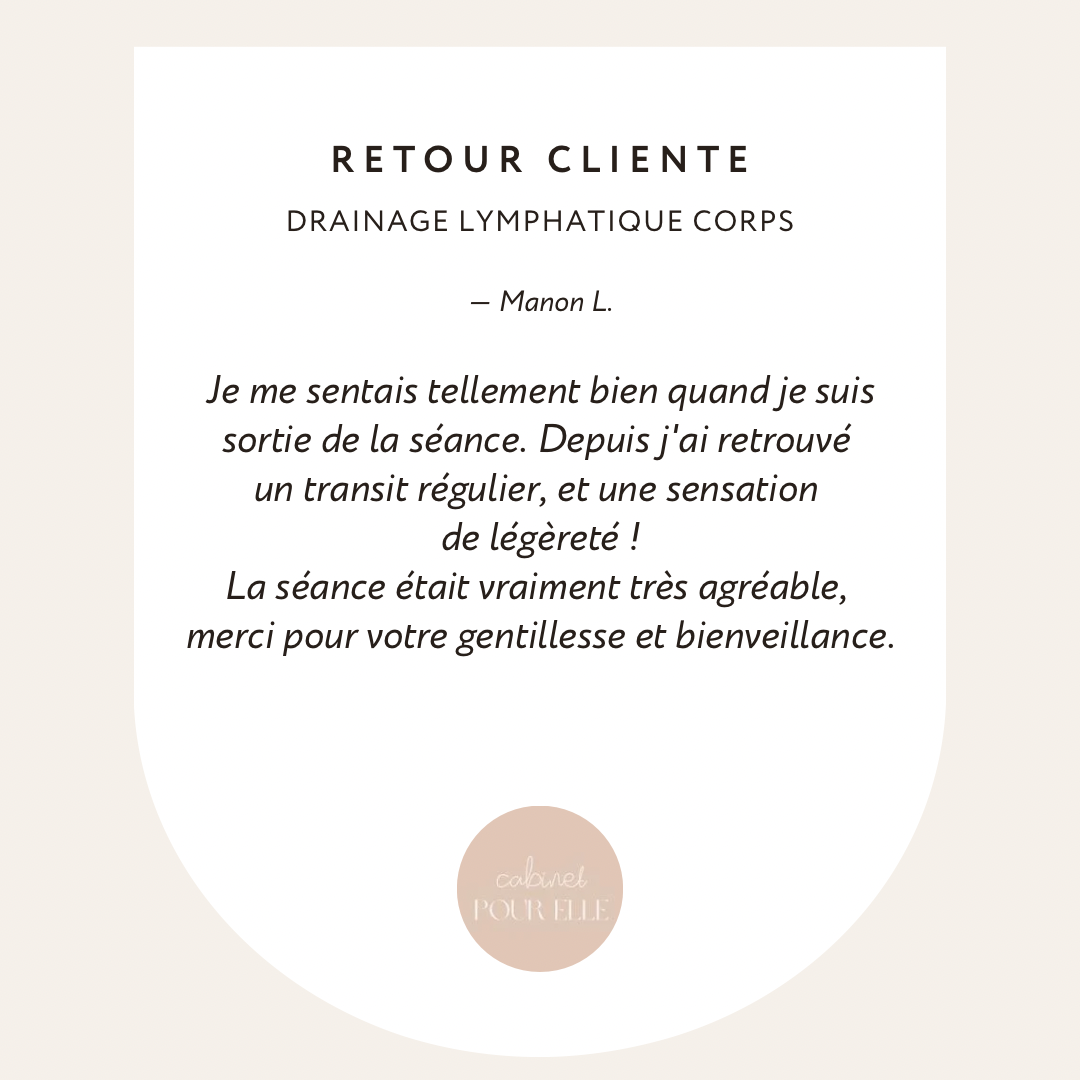 RETOUR CLIENTE
DRAINAGE LYMPHATIQUE CORPS
– Manon L.
Je me sentais tellement bien quand je suis
sortie de la séance. Depuis j'ai retrouvé
un transit régulier, et une sensation
de légèreté !
La séance était vraiment très agréable,
merci pour votre gentillesse et bienveillance.
cabinet
POUR ELLE